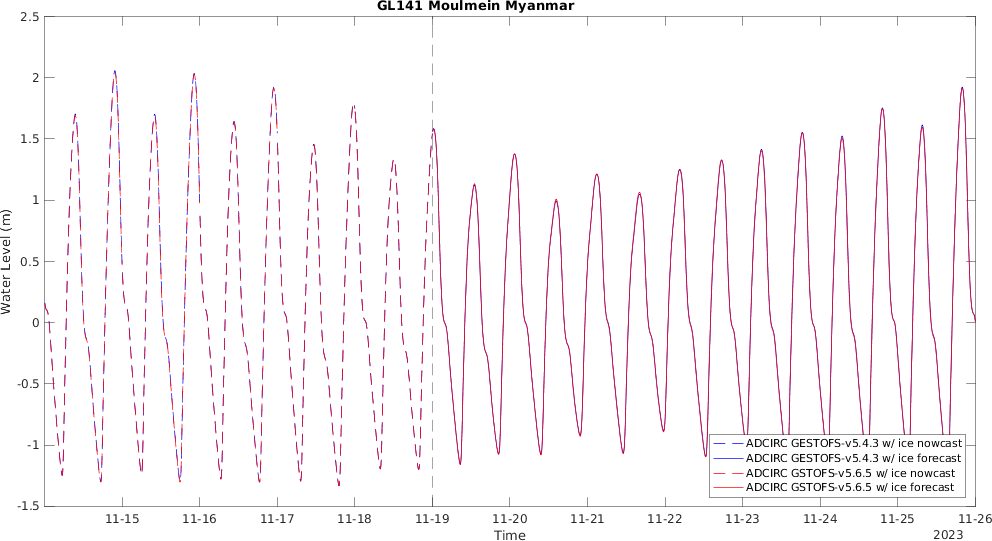 GL141 Moulmein Myanmar
2.5
2
1.5
1
0.5
0
-0.5
-1
-1.5
Water Level (m)
ADCIRC GESTOFS-v5.4.3 w/ ice nowcast
ADCIRC GESTOFS-v5.4.3 w/ ice forecast
ADCIRC GSTOFS-v5.6.5 w/ ice nowcast
ADCIRC GSTOFS-v5.6.5 w/ ice forecast
11-15 11-16 11-17 11-18 11-19 11-20 11-21 11-22 11-23 11-24 11-25 11-26
Time
2023